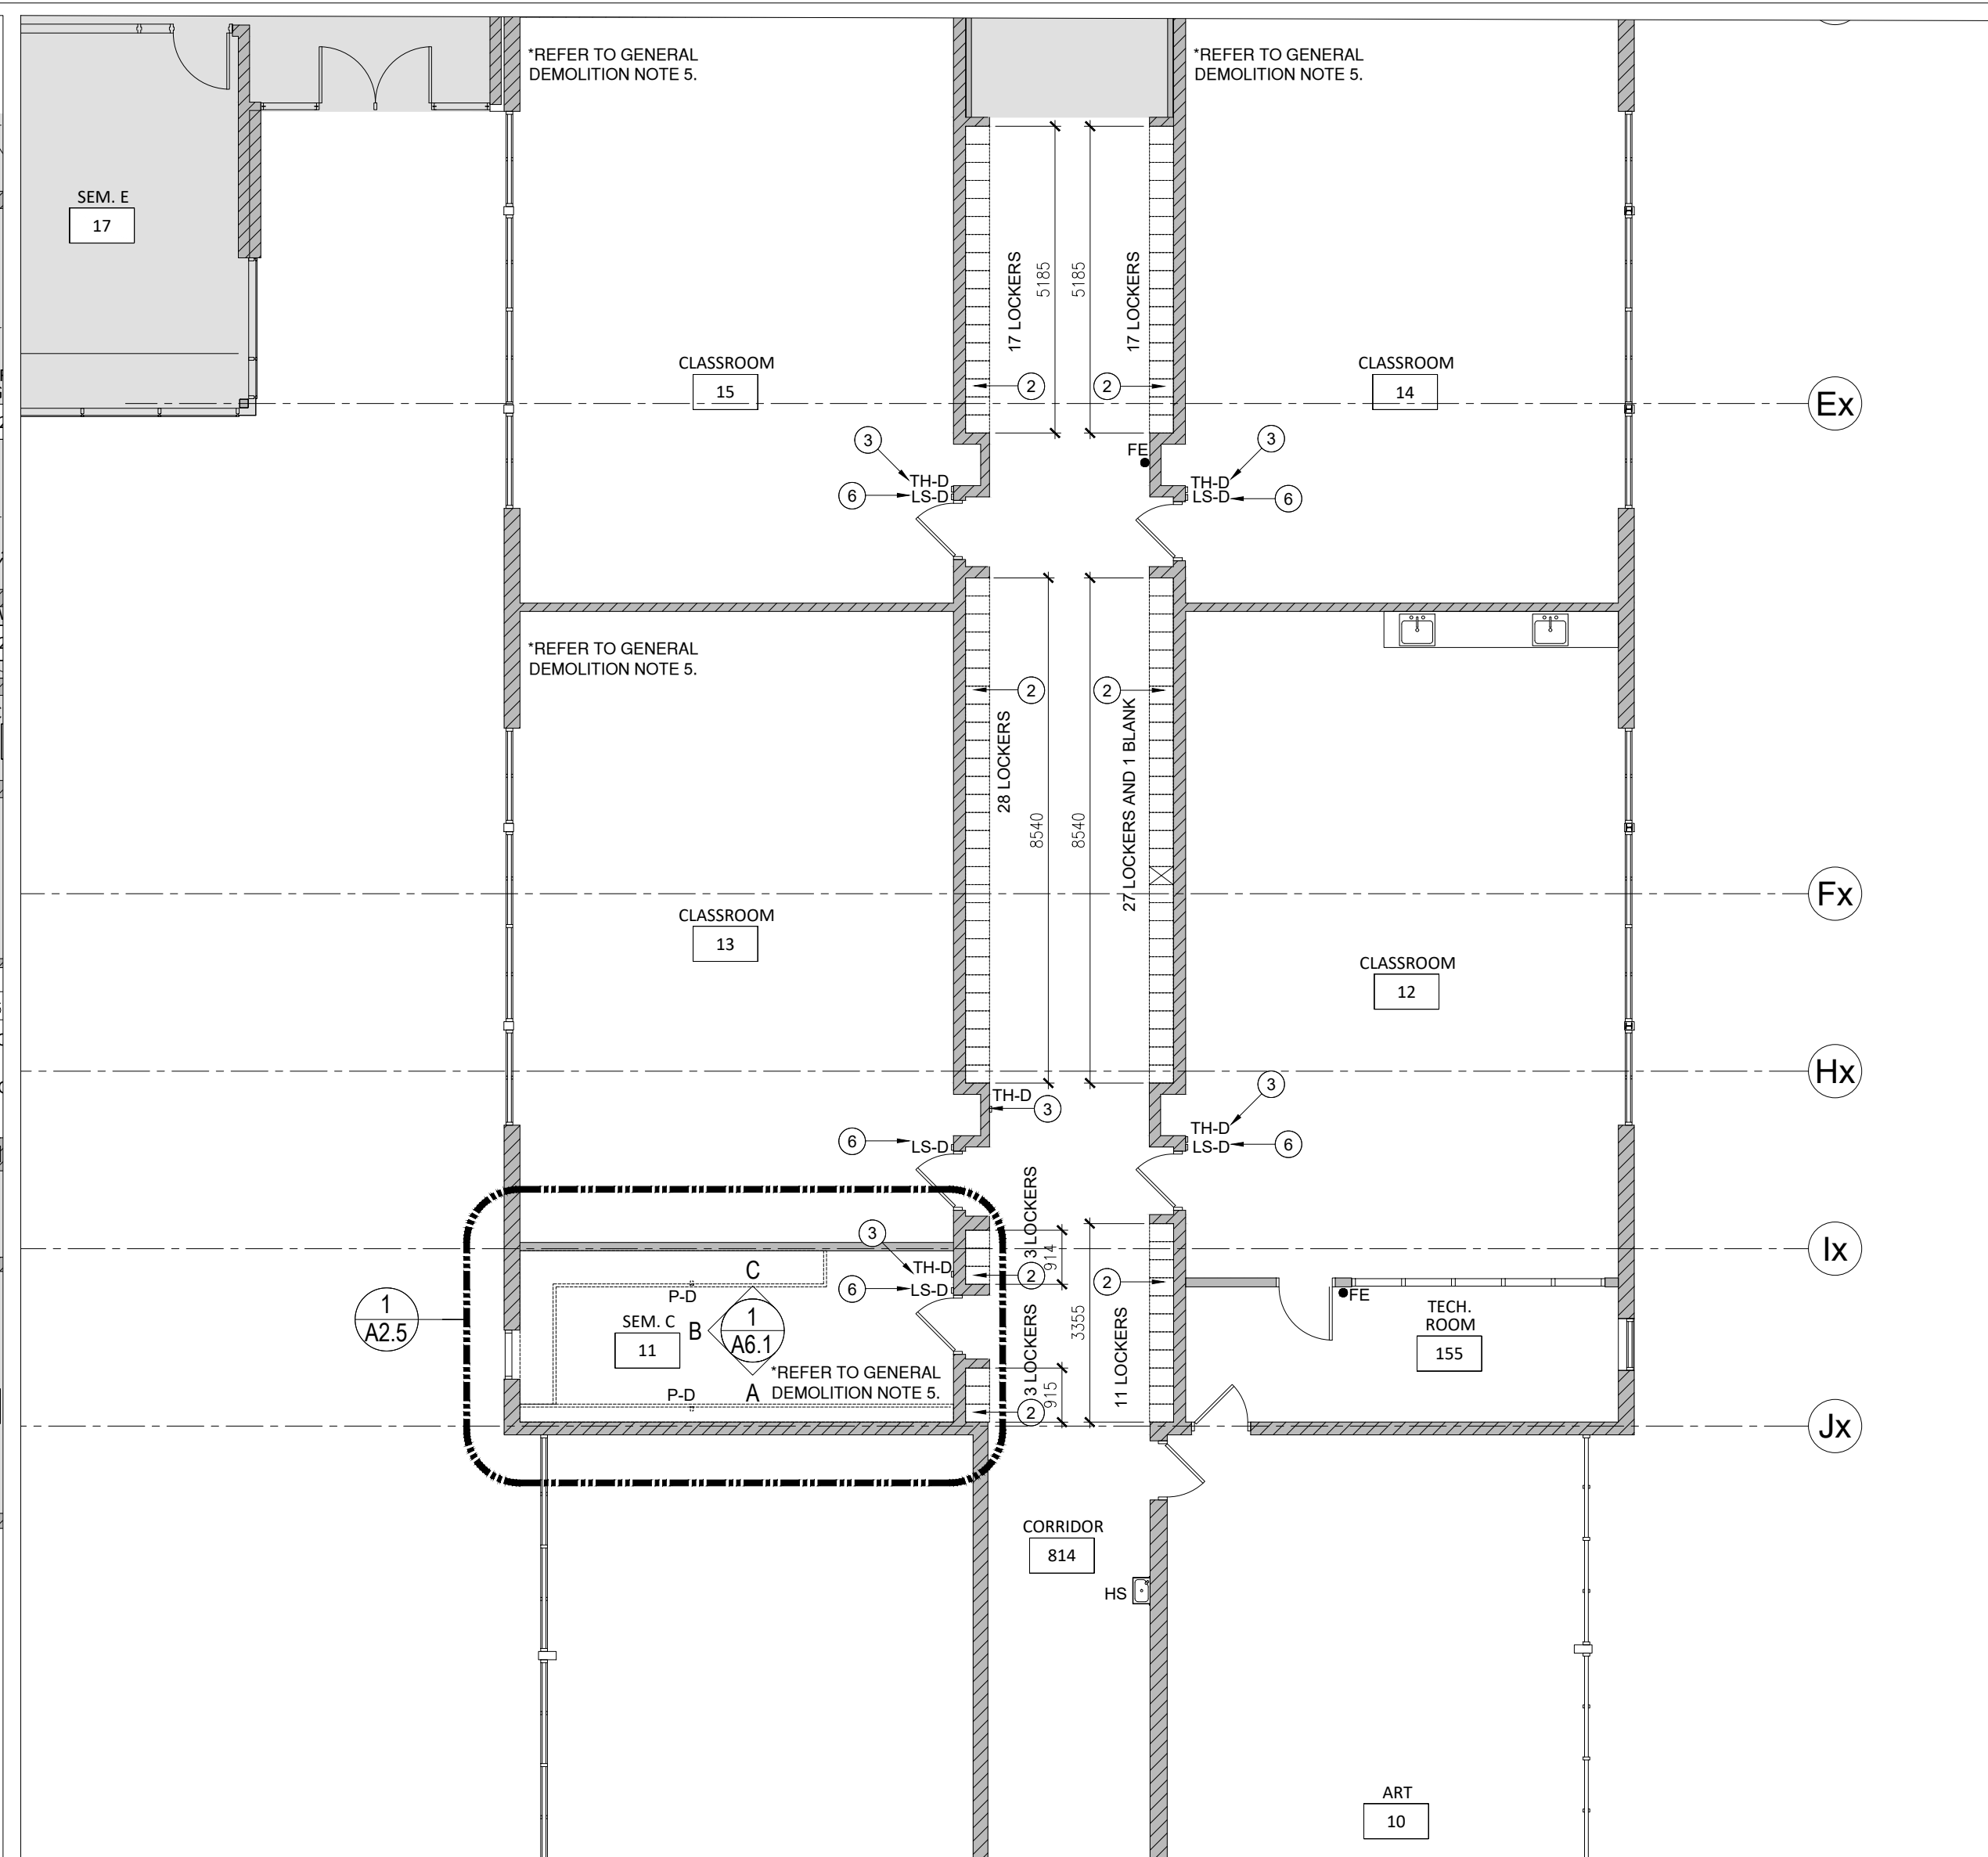 *REFER TO GENERAL
DEMOLITION NOTE 5.
*REFER TO GENERAL
DEMOLITION NOTE 5.
SEM. E
17
17 LOCKERS
5185
5185
17 LOCKERS
CLASSROOM
15
2
2
CLASSROOM
14
Ex
3
TH-D
6
LS-D
FE
3
TH-D
LS-D
6
*REFER TO GENERAL
DEMOLITION NOTE 5.
2
2
28 LOCKERS
8540
8540
27 LOCKERS AND 1 BLANK
Fx
CLASSROOM
13
CLASSROOM
12
Hx
TH-D
3
3
TH-D
LS-D
6
6
LS-D
3 LOCKERS
914
2
3
TH-D
6
LS-D
Ix
C
P-D
SEM. C
11
B
1
A6.1
A
*REFER TO GENERAL
DEMOLITION NOTE 5.
P-D
1
A2.5
3 LOCKERS
915
2
3355
2
11 LOCKERS
FE
TECH.
ROOM
155
Jx
CORRIDOR
814
HS
ART
10